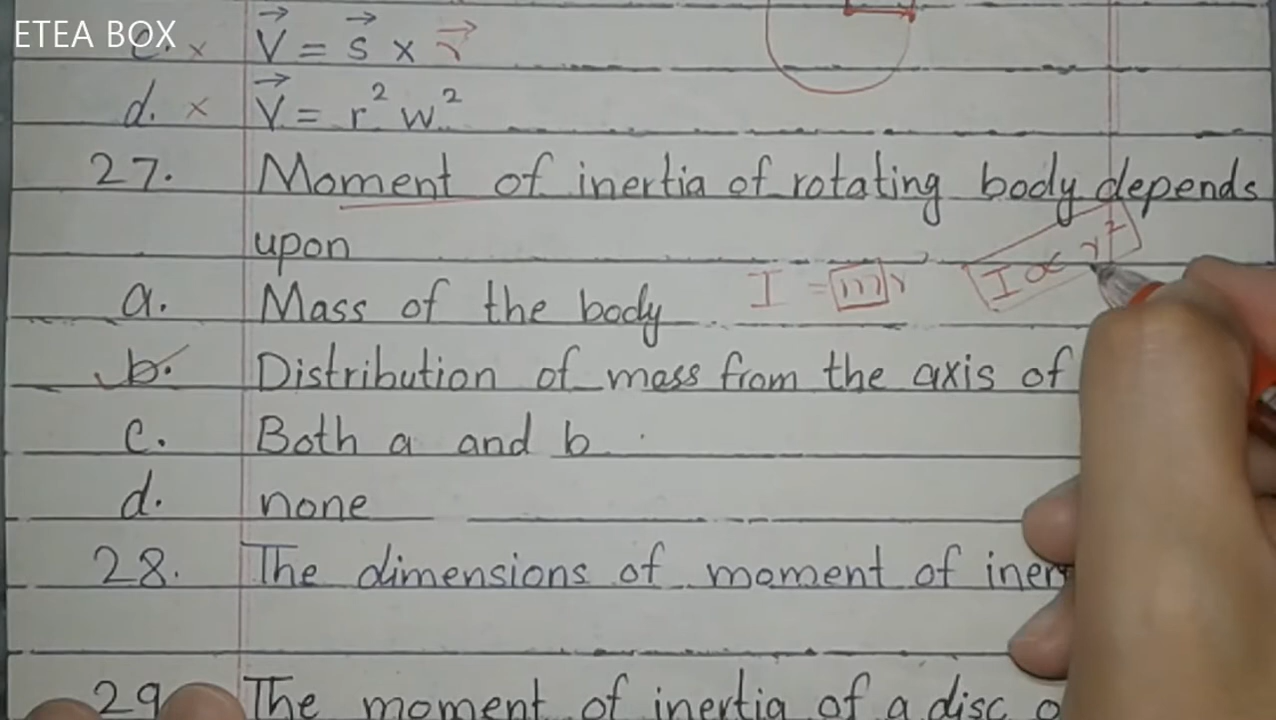 ETEA BOX
c. × V⃗ = s⃗ × r⃗
d. × V⃗ = r² w²
27. Moment of inertia of rotating body depends
upon
I ∝ r²
a. Mass of the body I = mr²
b. Distribution of mass from the axis of
c. Both a and b
d. none
28. The dimensions of moment of iner
29 The moment of inertia of a disc o